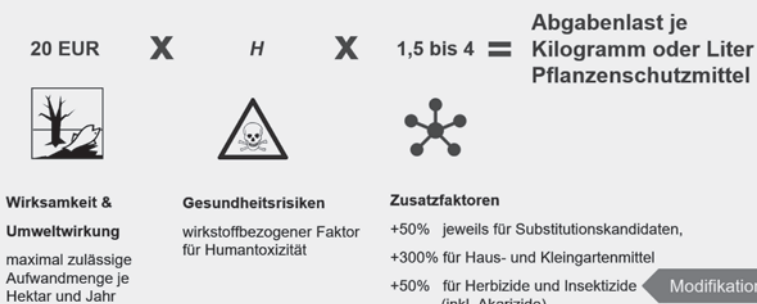 20 EUR X H X 1,5 bis 4 = Abgabenlast je
Kilogramm oder Liter
Pflanzenschutzmittel
Wirksamkeit &
Umweltwirkung
maximal zulässige
Aufwandmenge je
Hektar und Jahr
Gesundheitsrisiken
wirkstoffbezogener Faktor
für Humantoxizität
Zusatzfaktoren
+50% jeweils für Substitutionskandidaten,
+300% für Haus- und Kleingartenmittel
+50% für Herbizide und Insektizide
(inkl. Akarizide)
Modifikation